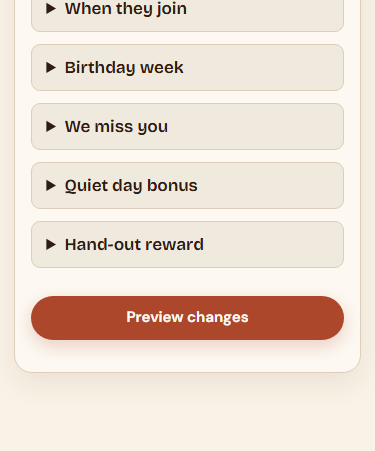 When they join
Birthday week
We miss you
Quiet day bonus
Hand-out reward
Preview changes